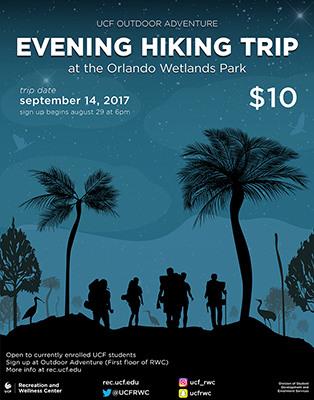 UCF OUTDOOR ADVENTURE
EVENING HIKING TRIP
at the Orlando Wetlands Park
trip date
september 14, 2017
sign up begins august 29 at 6pm
$10
Open to currently enrolled UCF students
Sign up at Outdoor Adventure (First floor of RWC)
More info at rec.ucf.edu
UCF
Recreation and
Wellness Center
rec.ucf.edu
@UCFRWC
ucf_rwc
ucfrwc
Division of Student
Development and
Enrollment Services